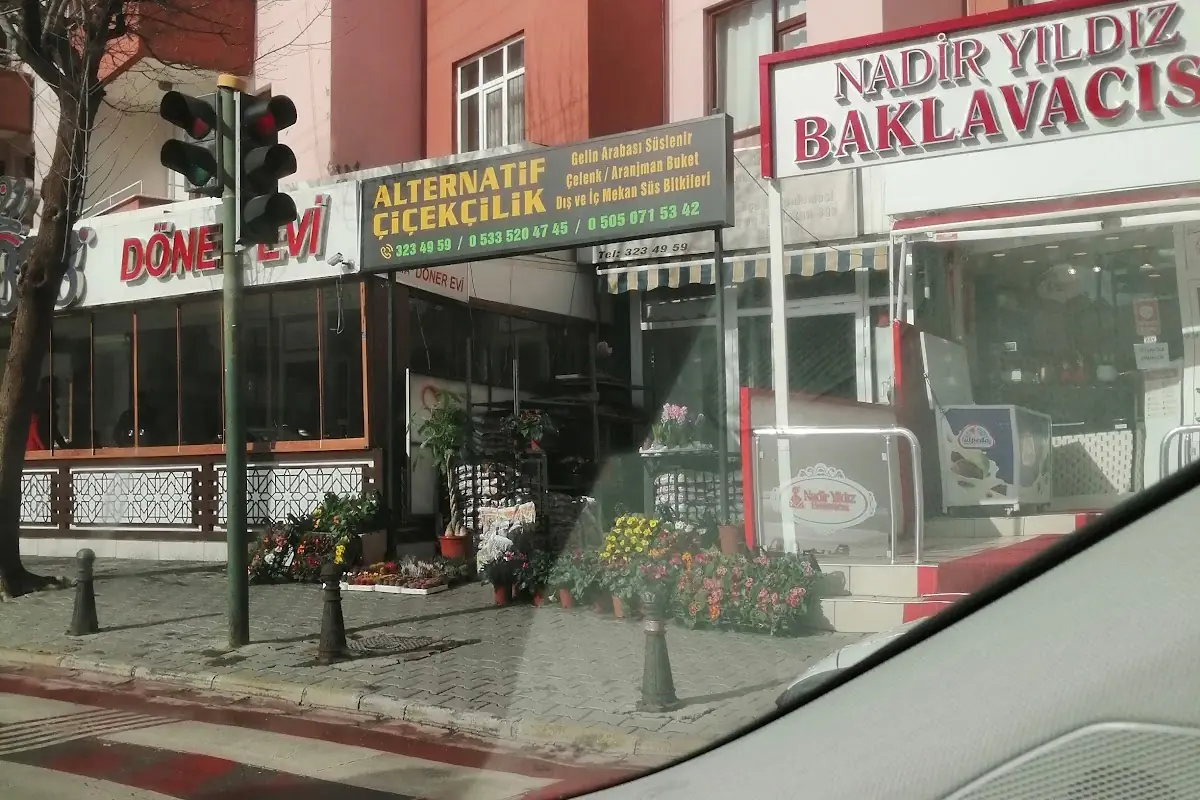 DÖNER EVİ
ALTERNATİF
ÇİÇEKÇİLİK
Gelin Arabası Süslenir
Çelenk / Aranjman Buket
Dış ve İç Mekan Süs Bitkileri
323 49 59 / 0 533 520 47 45 / 0 505 071 53 42
Tel: 323 49 59
DÖNER EVİ
NADİR YILDIZ
BAKLAVACIS
Nadir Yıldız